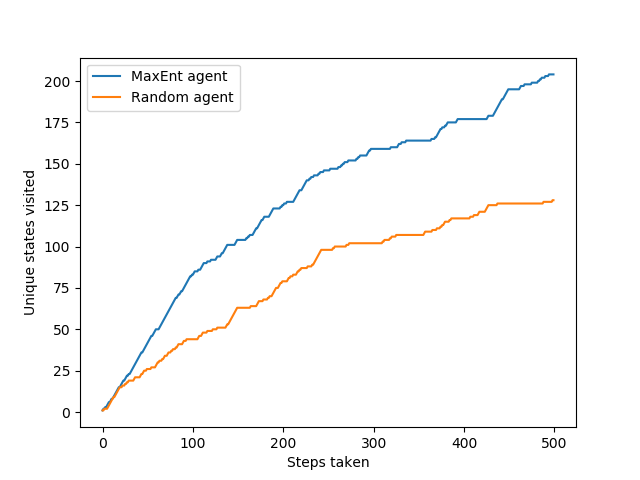 MaxEnt agent
Random agent
Unique states visited
200
175
150
125
100
75
50
25
0
0 100 200 300 400 500
Steps taken